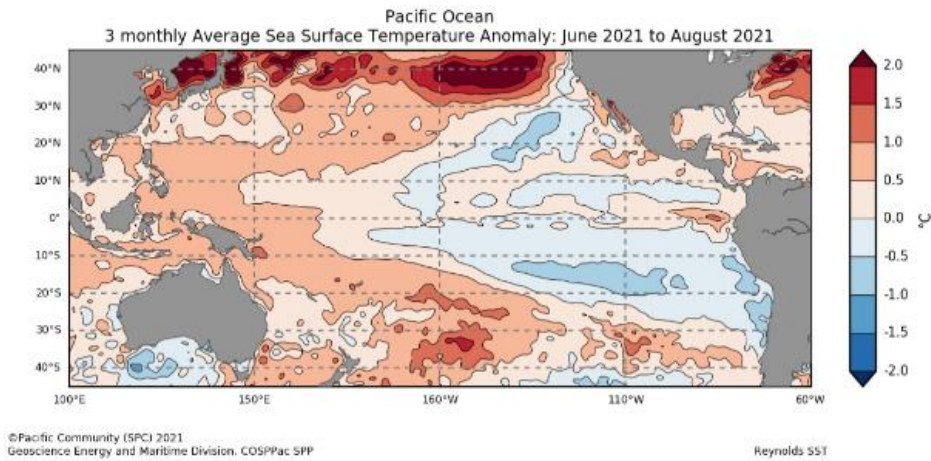 Pacific Ocean
3 monthly Average Sea Surface Temperature Anomaly: June 2021 to August 2021
40°N
30°N
20°N
10°N
0°
10°S
20°S
30°S
40°S
100°E
150°E
160°W
110°W
60°W
2.0
1.5
1.0
0.5
0.0
-0.5
-1.0
-1.5
-2.0
°C
©Pacific Community (SPC) 2021
Geoscience Energy and Maritime Division, COSPPac SPP
Reynolds SST